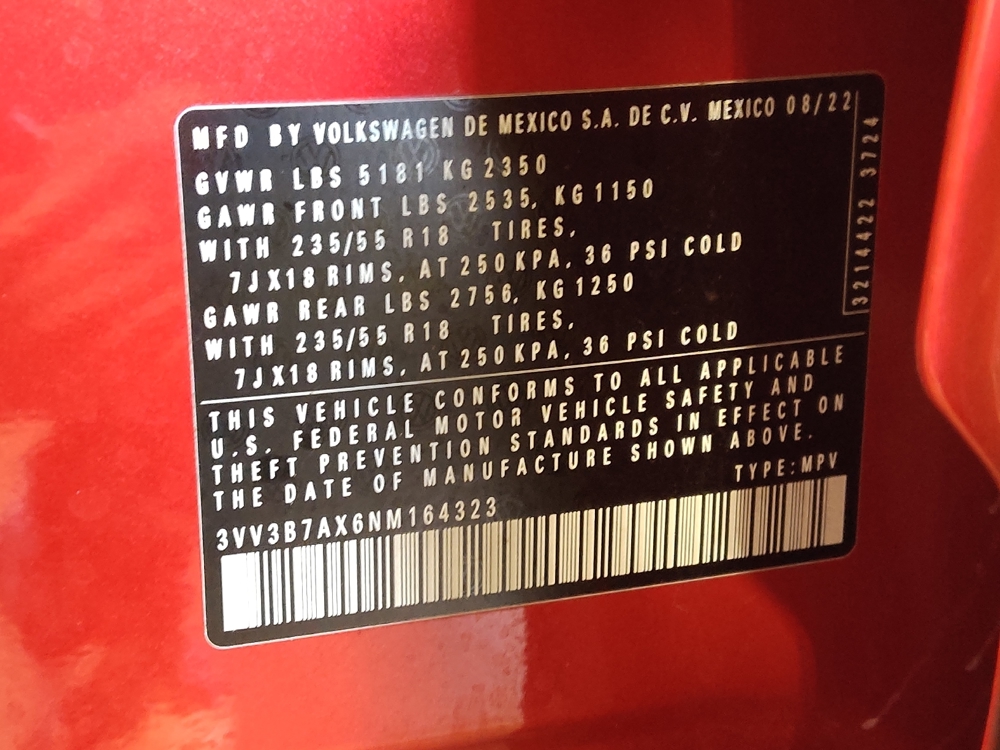 MFD BY VOLKSWAGEN DE MEXICO S.A. DE C.V. MEXICO 08/22
GVWR LBS 5181 KG 2350
GAWR FRONT LBS 2535, KG 1150
WITH 235/55 R18 TIRES,
7JX18 RIMS, AT 250 KPA, 36 PSI COLD
GAWR REAR LBS 2756, KG 1250
WITH 235/55 R18 TIRES,
7JX18 RIMS, AT 250 KPA, 36 PSI COLD
3214422 3724
THIS VEHICLE CONFORMS TO ALL APPLICABLE
U.S. FEDERAL MOTOR VEHICLE SAFETY AND
THEFT PREVENTION STANDARDS IN EFFECT ON
THE DATE OF MANUFACTURE SHOWN ABOVE.
TYPE:MPV
3VV3B7AX6NM164323